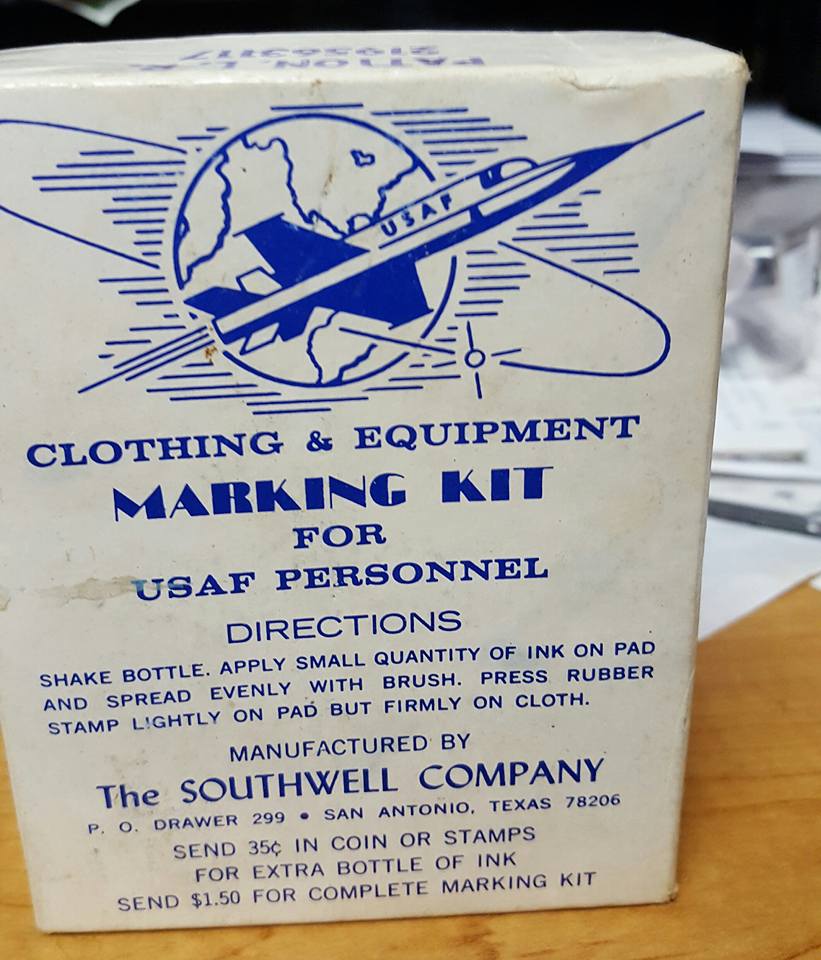 USAF
CLOTHING & EQUIPMENT
MARKING KIT
FOR
USAF PERSONNEL
DIRECTIONS
SHAKE BOTTLE. APPLY SMALL QUANTITY OF INK ON PAD
AND SPREAD EVENLY WITH BRUSH. PRESS RUBBER
STAMP LIGHTLY ON PAD BUT FIRMLY ON CLOTH.
MANUFACTURED BY
The SOUTHWELL COMPANY
P. O. DRAWER 299 • SAN ANTONIO, TEXAS 78206
SEND 35¢ IN COIN OR STAMPS
FOR EXTRA BOTTLE OF INK
SEND $1.50 FOR COMPLETE MARKING KIT